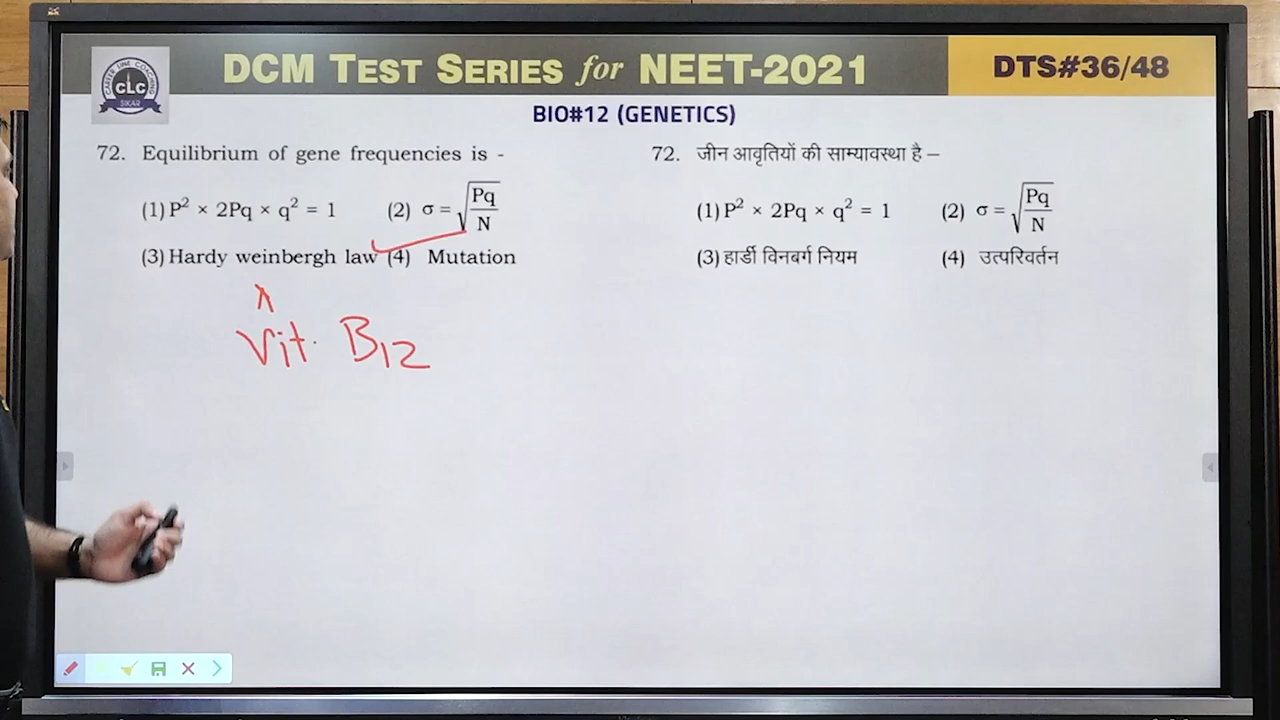 DCM TEST SERIES for NEET-2021
DTS#36/48
CLC
SIKAR
BIO#12 (GENETICS)
72. Equilibrium of gene frequencies is -
(1) P² × 2Pq × q² = 1 (2) σ = √(Pq/N)
(3) Hardy weinbergh law (4) Mutation
Vit. B12
72. जीन आवृतियों की साम्यावस्था है –
(1) P² × 2Pq × q² = 1 (2) σ = √(Pq/N)
(3) हार्डी विनबर्ग नियम (4) उत्परिवर्तन